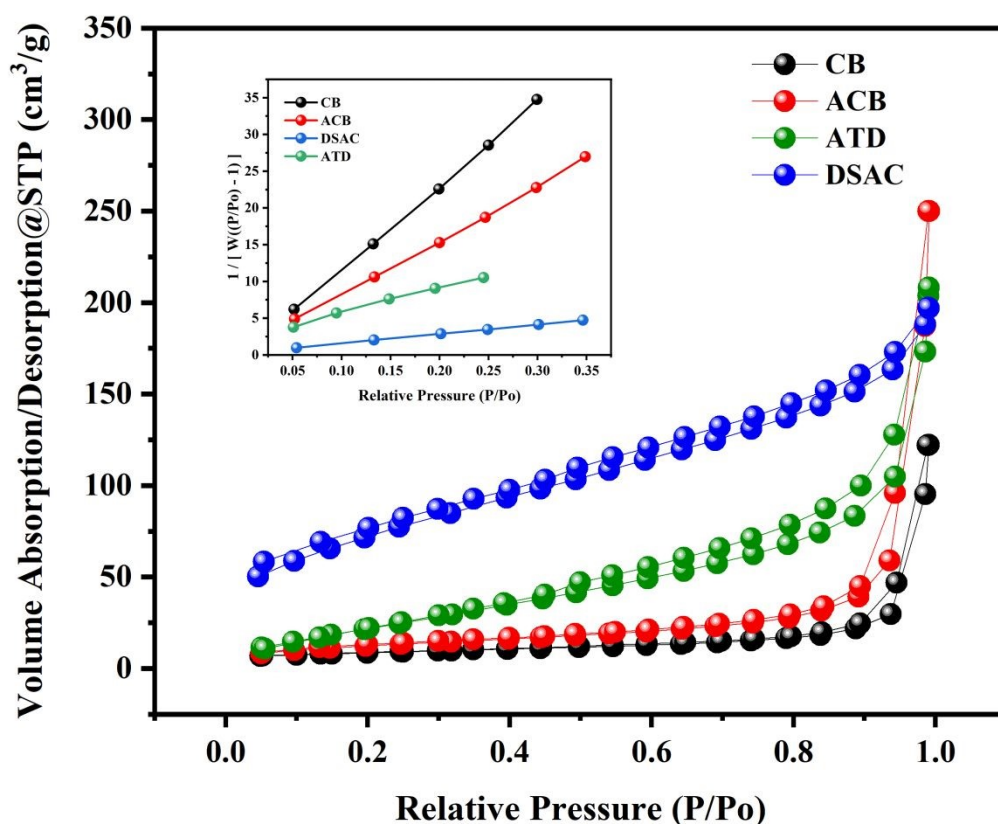 Volume Absorption/Desorption@STP (cm³/g)
350
300
250
200
150
100
50
0
0.0
0.2
0.4
0.6
0.8
1.0
Relative Pressure (P/Po)
CB
ACB
ATD
DSAC
1 / [ W((P/Po) - 1) ]
35
30
25
20
15
10
5
0
0.05
0.10
0.15
0.20
0.25
0.30
0.35
Relative Pressure (P/Po)
CB
ACB
DSAC
ATD